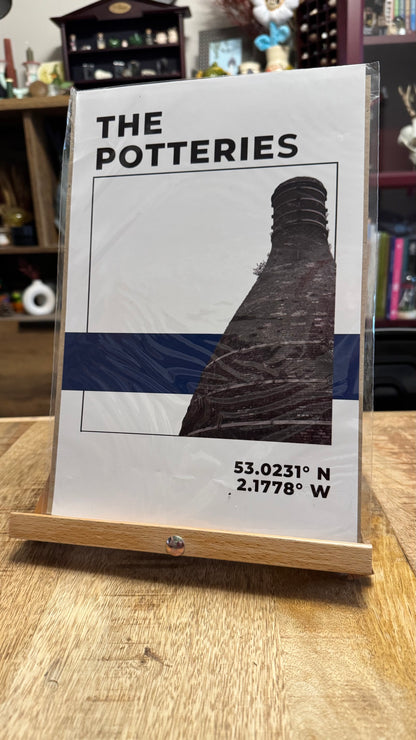 THE
POTTERIES
53.0231° N
2.1778° W